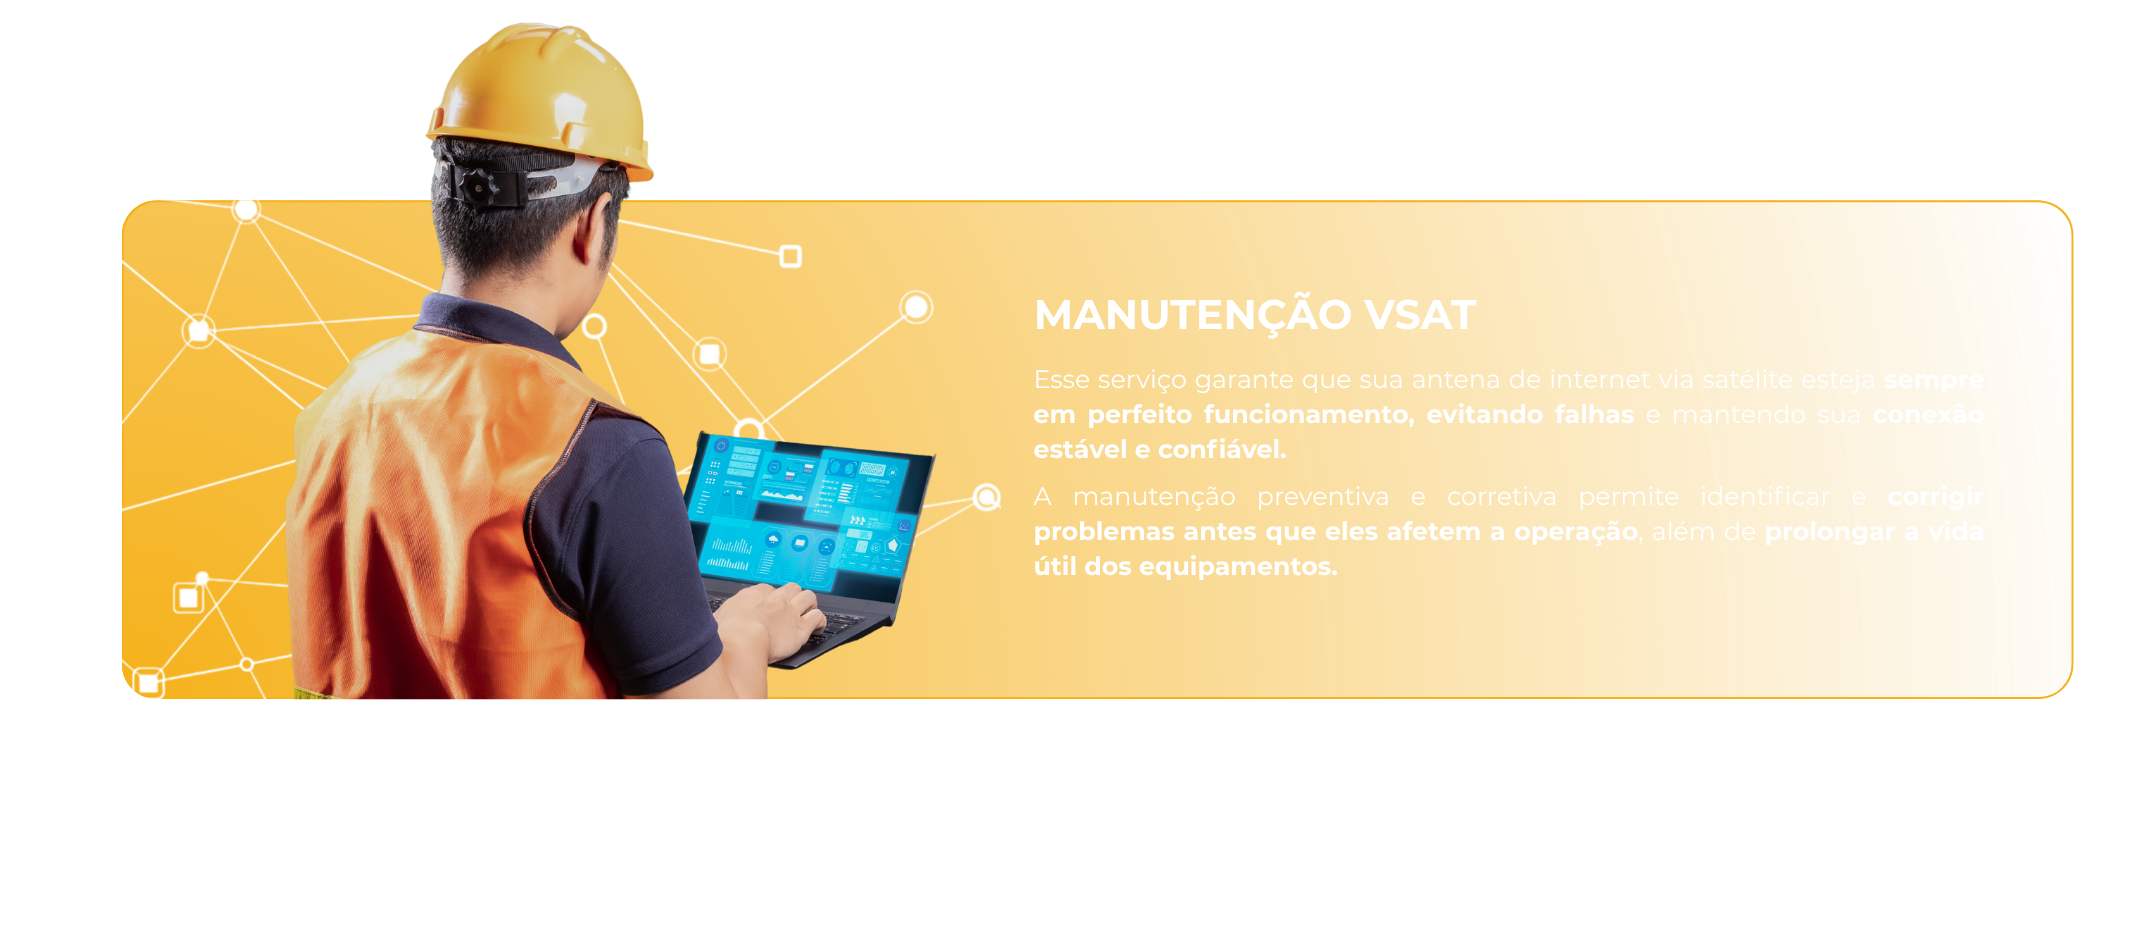 MANUTENÇÃO VSAT
Esse serviço garante que sua antena de internet via satélite esteja sempre
em perfeito funcionamento, evitando falhas e mantendo sua conexão
estável e confiável.
A manutenção preventiva e corretiva permite identificar e corrigir
problemas antes que eles afetem a operação, além de prolongar a vida
útil dos equipamentos.